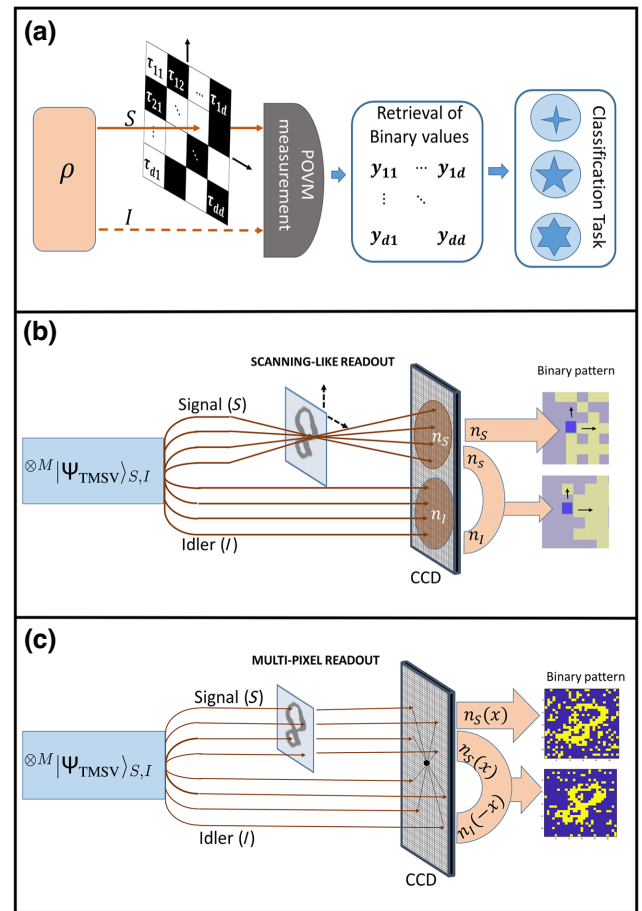 (a)
τ11 τ12 ... τ1d
τ21 ⋱
⋮ ⋱
τd1 τdd
ρ
S
I
POVM
measurement
Retrieval of
Binary values
y11 ... y1d
⋮ ⋱
yd1 ydd
Classification Task
(b)
SCANNING-LIKE READOUT
Binary pattern
Signal (S)
⊗M|ΨTMSV⟩S,I
nS
nI
nS
nS
nI
Idler (I)
CCD
(c)
MULTI-PIXEL READOUT
Binary pattern
Signal (S)
⊗M|ΨTMSV⟩S,I
nS(x)
nS(x)
nI(-x)
Idler (I)
CCD